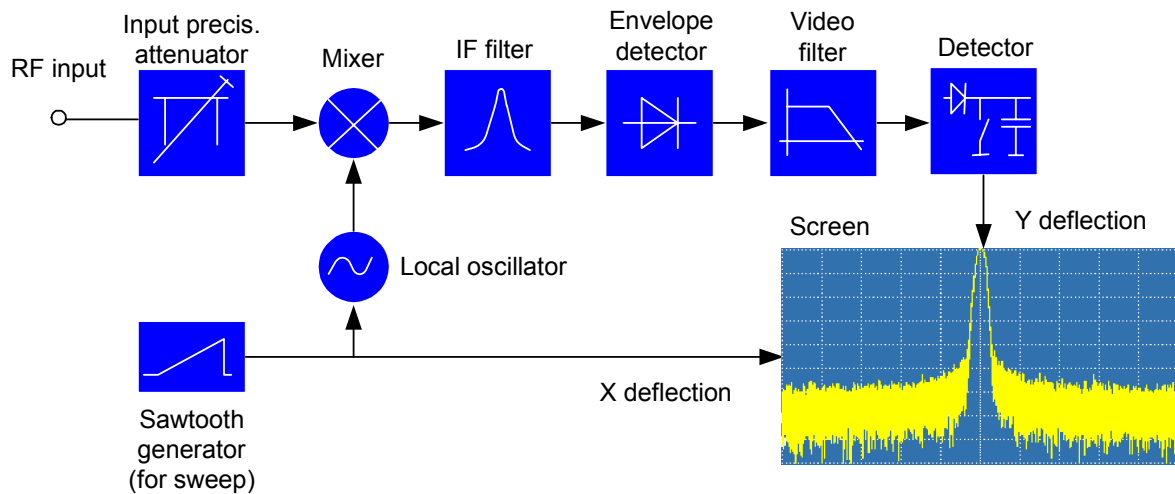 Input precis.
attenuator
RF input
Mixer
IF filter
Envelope
detector
Video
filter
Detector
Y deflection
Screen
Local oscillator
X deflection
Sawtooth
generator
(for sweep)